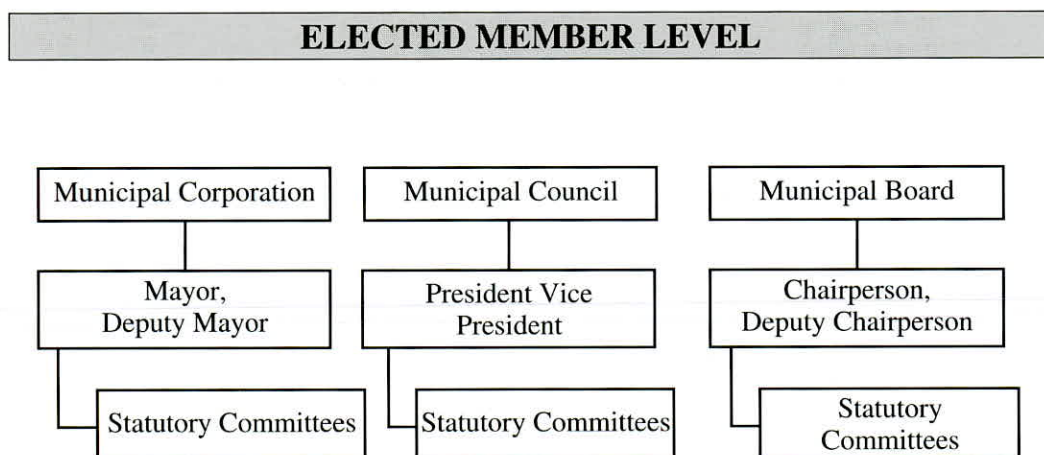 ELECTED MEMBER LEVEL
Municipal Corporation
Mayor,
Deputy Mayor
Statutory Committees
Municipal Council
President Vice
President
Statutory Committees
Municipal Board
Chairperson,
Deputy Chairperson
Statutory
Committees